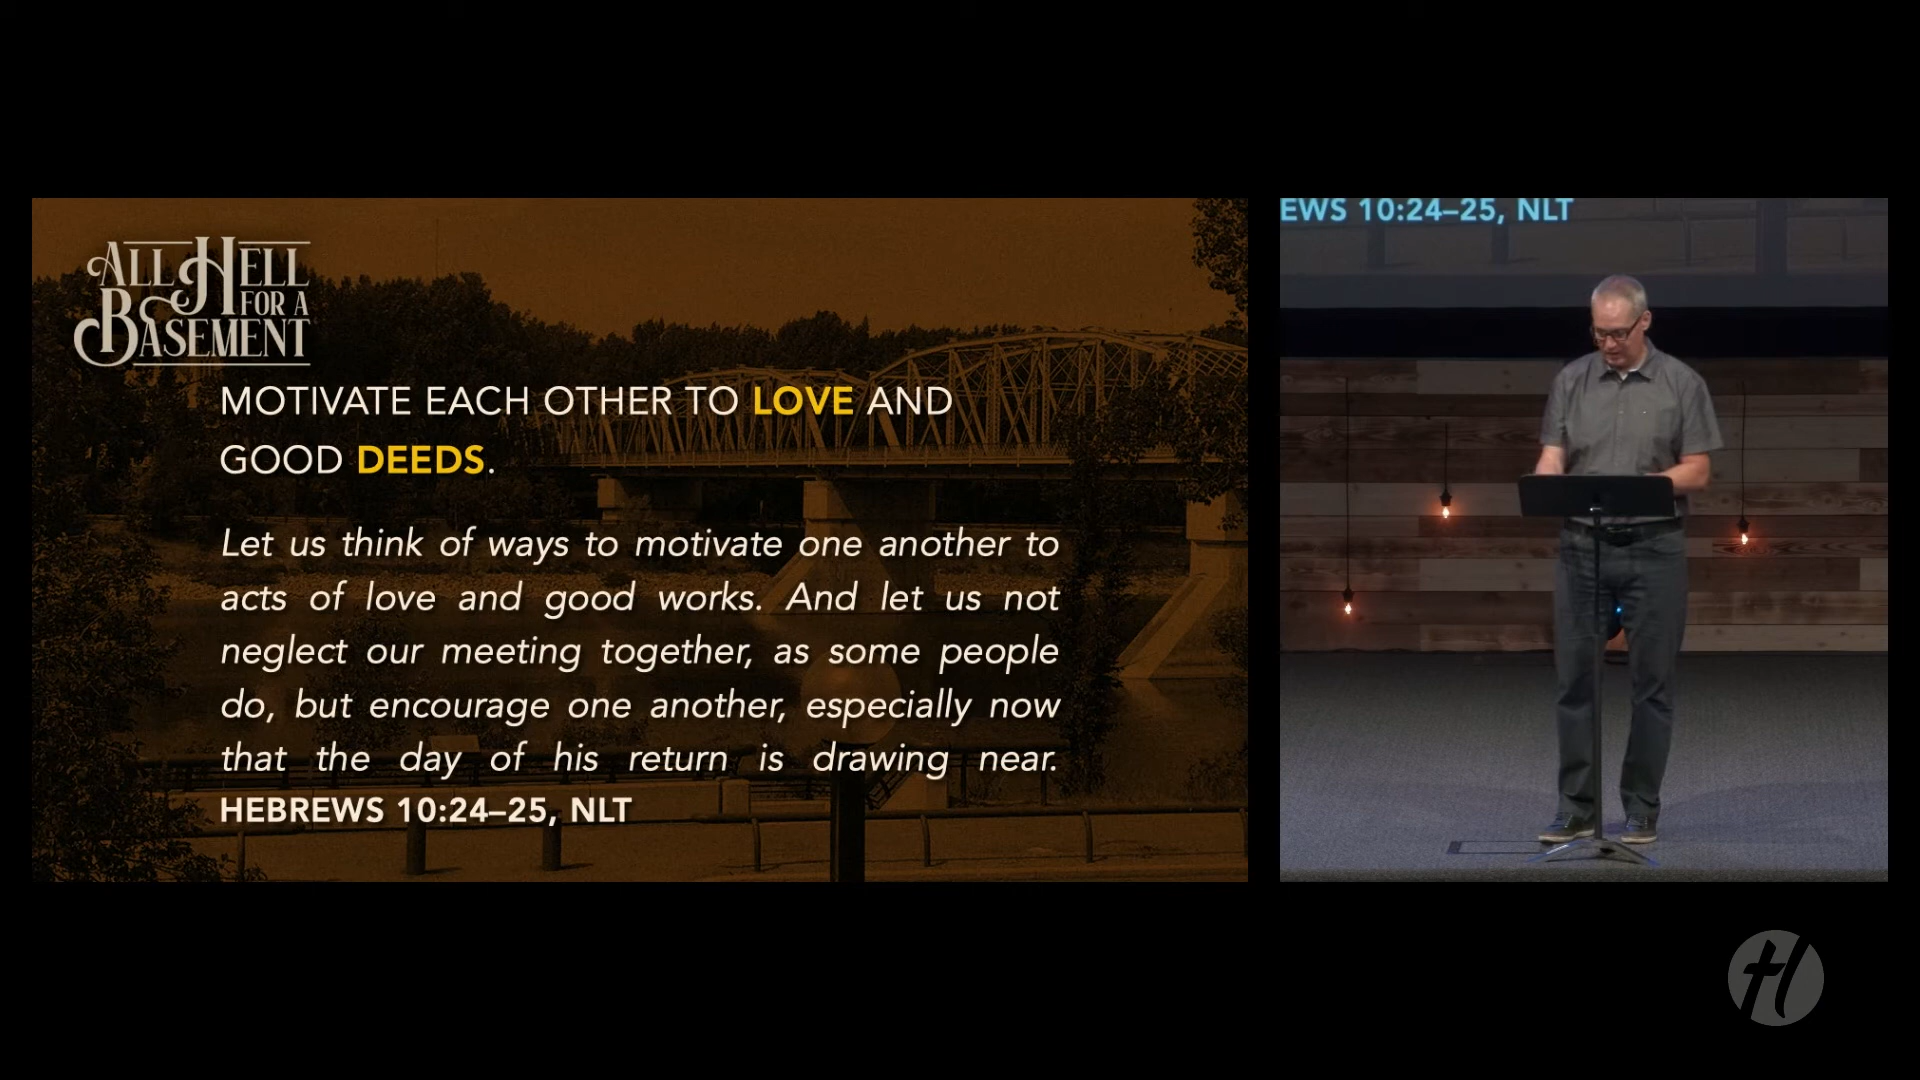 ALL HELL
FOR A
BASEMENT
MOTIVATE EACH OTHER TO LOVE AND
GOOD DEEDS.
Let us think of ways to motivate one another to
acts of love and good works. And let us not
neglect our meeting together, as some people
do, but encourage one another, especially now
that the day of his return is drawing near.
HEBREWS 10:24–25, NLT
EWS 10:24–25, NLT
H